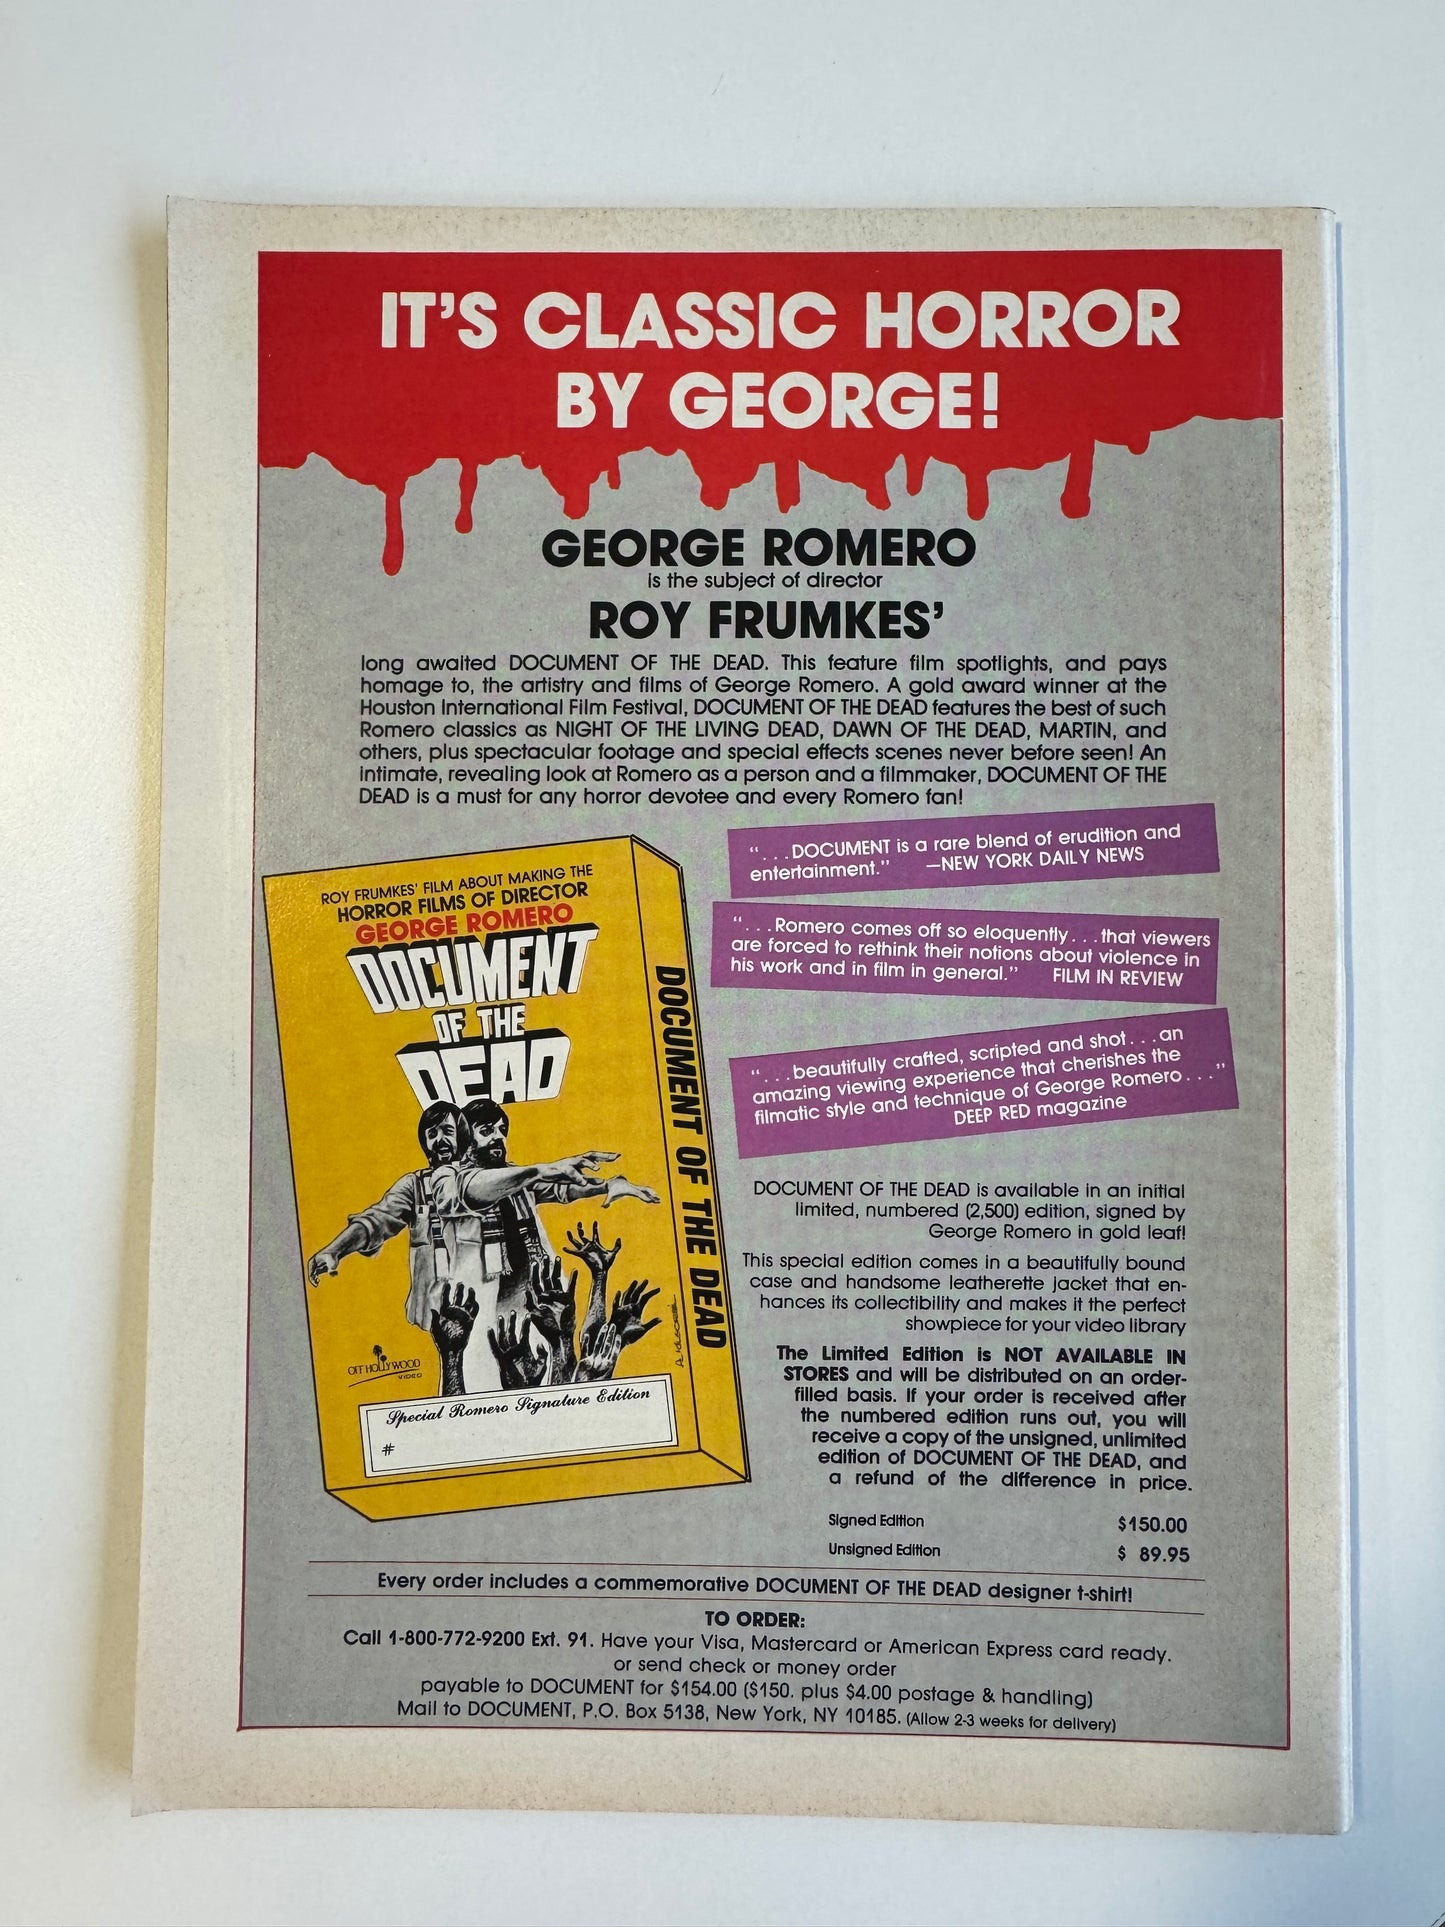 IT'S CLASSIC HORROR
BY GEORGE!
GEORGE ROMERO
is the subject of director
ROY FRUMKES'
long awaited DOCUMENT OF THE DEAD. This feature film spotlights, and pays
homage to, the artistry and films of George Romero. A gold award winner at the
Houston International Film Festival, DOCUMENT OF THE DEAD features the best of such
Romero classics as NIGHT OF THE LIVING DEAD, DAWN OF THE DEAD, MARTIN, and
others, plus spectacular footage and special effects scenes never before seen! An
intimate, revealing look at Romero as a person and a filmmaker, DOCUMENT OF THE
DEAD is a must for any horror devotee and every Romero fan!
ROY FRUMKES' FILM ABOUT MAKING THE
HORROR FILMS OF DIRECTOR
GEORGE ROMERO
DOCUMENT
OF THE
DEAD
OFF HOLLYWOOD
VIDEO
Special Romero Signature Edition
#
DOCUMENT OF THE DEAD
"...DOCUMENT is a rare blend of erudition and
entertainment." —NEW YORK DAILY NEWS
"...Romero comes off so eloquently...that viewers
are forced to rethink their notions about violence in
his work and in film in general." FILM IN REVIEW
"...beautifully crafted, scripted and shot...an
amazing viewing experience that cherishes the
filmatic style and technique of George Romero..."
DEEP RED magazine
DOCUMENT OF THE DEAD is available in an initial
limited, numbered (2,500) edition, signed by
George Romero in gold leaf!
This special edition comes in a beautifully bound
case and handsome leatherette jacket that en-
hances its collectibility and makes it the perfect
showpiece for your video library
The Limited Edition is NOT AVAILABLE IN
STORES and will be distributed on an order-
filled basis. If your order is received after
the numbered edition runs out, you will
receive a copy of the unsigned, unlimited
edition of DOCUMENT OF THE DEAD, and
a refund of the difference in price.
Signed Edition $150.00
Unsigned Edition $ 89.95
Every order includes a commemorative DOCUMENT OF THE DEAD designer t-shirt!
TO ORDER:
Call 1-800-772-9200 Ext. 91. Have your Visa, Mastercard or American Express card ready.
or send check or money order
payable to DOCUMENT for $154.00 ($150. plus $4.00 postage & handling)
Mail to DOCUMENT, P.O. Box 5138, New York, NY 10185. (Allow 2-3 weeks for delivery)